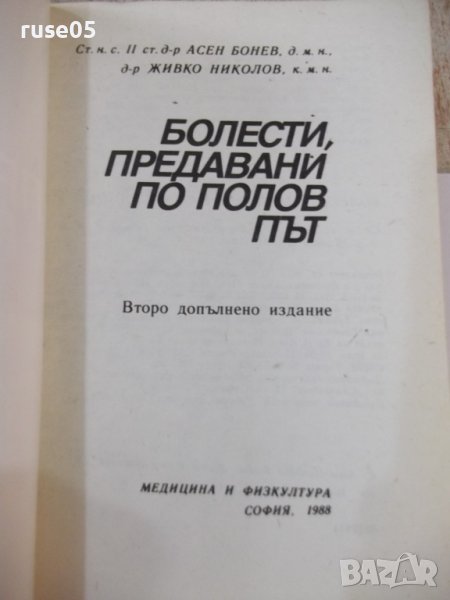 ruse05
Ст. н. с. II ст. д-р АСЕН БОНЕВ, д. м. н.,
д-р ЖИВКО НИКОЛОВ, к. м. н.
БОЛЕСТИ,
ПРЕДАВАНИ
ПО ПОЛОВ
ПЪТ
Второ допълнено издание
МЕДИЦИНА И ФИЗКУЛТУРА
СОФИЯ, 1988
BAZAR